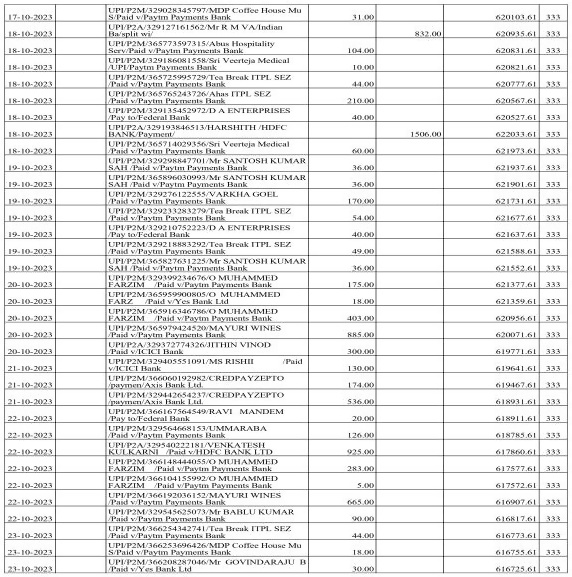 UPI/P2M/329028345797/MDP Coffee House Mu
17-10-2023 S/Paid v/Paytm Payments Bank 31.00 620103.61 333
UPI/P2A/329127161562/Mr R M VA/Indian
18-10-2023 Ba/split wi/ 832.00 620935.61 333
UPI/P2M/365773597315/Abus Hospitality
18-10-2023 Serv/Paid v/Paytm Payments Bank 104.00 620831.61 333
UPI/P2M/329186081558/Sri Veerteja Medical
18-10-2023 /UPI/Paytm Payments Bank 10.00 620821.61 333
UPI/P2M/365725995729/Tea Break ITPL SEZ
18-10-2023 /Paid v/Paytm Payments Bank 44.00 620777.61 333
UPI/P2M/365765243726/Ahas ITPL SEZ
18-10-2023 /Paid v/Paytm Payments Bank 210.00 620567.61 333
UPI/P2M/329135452972/D A ENTERPRISES
18-10-2023 /Pay to/Federal Bank 40.00 620527.61 333
UPI/P2A/329193846513/HARSHITH /HDFC
18-10-2023 BANK/Payment/ 1506.00 622033.61 333
UPI/P2M/365714029356/Sri Veerteja Medical
18-10-2023 /Paid v/Paytm Payments Bank 60.00 621973.61 333
UPI/P2M/329298847701/Mr SANTOSH KUMAR
19-10-2023 SAH /Paid v/Paytm Payments Bank 36.00 621937.61 333
UPI/P2M/365896030993/Mr SANTOSH KUMAR
19-10-2023 SAH /Paid v/Paytm Payments Bank 36.00 621901.61 333
UPI/P2M/329276122555/VARKHA GOEL
19-10-2023 /Paid v/Paytm Payments Bank 170.00 621731.61 333
UPI/P2M/329233283279/Tea Break ITPL SEZ
19-10-2023 /Paid v/Paytm Payments Bank 54.00 621677.61 333
UPI/P2M/329210752223/D A ENTERPRISES
19-10-2023 /Pay to/Federal Bank 40.00 621637.61 333
UPI/P2M/329218883292/Tea Break ITPL SEZ
19-10-2023 /Paid v/Paytm Payments Bank 49.00 621588.61 333
UPI/P2M/365827631225/Mr SANTOSH KUMAR
19-10-2023 SAH /Paid v/Paytm Payments Bank 36.00 621552.61 333
UPI/P2M/329399234676/O MUHAMMED
20-10-2023 FARZIM /Paid v/Paytm Payments Bank 175.00 621377.61 333
UPI/P2M/365959900805/O MUHAMMED
20-10-2023 FARZ /Paid v/Yes Bank Ltd 18.00 621359.61 333
UPI/P2M/365916346786/O MUHAMMED
20-10-2023 FARZIM /Paid v/Paytm Payments Bank 403.00 620956.61 333
UPI/P2M/365979424520/MAYURI WINES
20-10-2023 /Paid v/Paytm Payments Bank 885.00 620071.61 333
UPI/P2A/329372774326/JITHIN VINOD
20-10-2023 /Paid v/ICICI Bank 300.00 619771.61 333
UPI/P2M/329405551091/MS RISHII /Paid
21-10-2023 v/ICICI Bank 130.00 619641.61 333
UPI/P2M/366060192982/CREDPAYZEPTO
21-10-2023 /paymen/Axis Bank Ltd. 174.00 619467.61 333
UPI/P2M/329442654237/CREDPAYZEPTO
21-10-2023 /paymen/Axis Bank Ltd. 536.00 618931.61 333
UPI/P2M/366167564549/RAVI MANDEM
22-10-2023 /Pay to/Federal Bank 20.00 618911.61 333
UPI/P2M/329564668153/UMMARABA
22-10-2023 /Paid v/Paytm Payments Bank 126.00 618785.61 333
UPI/P2A/329540222181/VENKATESH
22-10-2023 KULKARNI /Paid v/HDFC BANK LTD 925.00 617860.61 333
UPI/P2M/366148444055/O MUHAMMED
22-10-2023 FARZIM /Paid v/Paytm Payments Bank 283.00 617577.61 333
UPI/P2M/366104155992/O MUHAMMED
22-10-2023 FARZIM /Paid v/Paytm Payments Bank 5.00 617572.61 333
UPI/P2M/366192036152/MAYURI WINES
22-10-2023 /Paid v/Paytm Payments Bank 665.00 616907.61 333
UPI/P2M/329545625073/Mr BABLU KUMAR
22-10-2023 /Paid v/Paytm Payments Bank 90.00 616817.61 333
UPI/P2M/366254342741/Tea Break ITPL SEZ
23-10-2023 /Paid v/Paytm Payments Bank 44.00 616773.61 333
UPI/P2M/366253696426/MDP Coffee House Mu
23-10-2023 S/Paid v/Paytm Payments Bank 18.00 616755.61 333
UPI/P2M/366208287046/Mr GOVINDARAJU B
23-10-2023 /Paid v/Yes Bank Ltd 30.00 616725.61 333